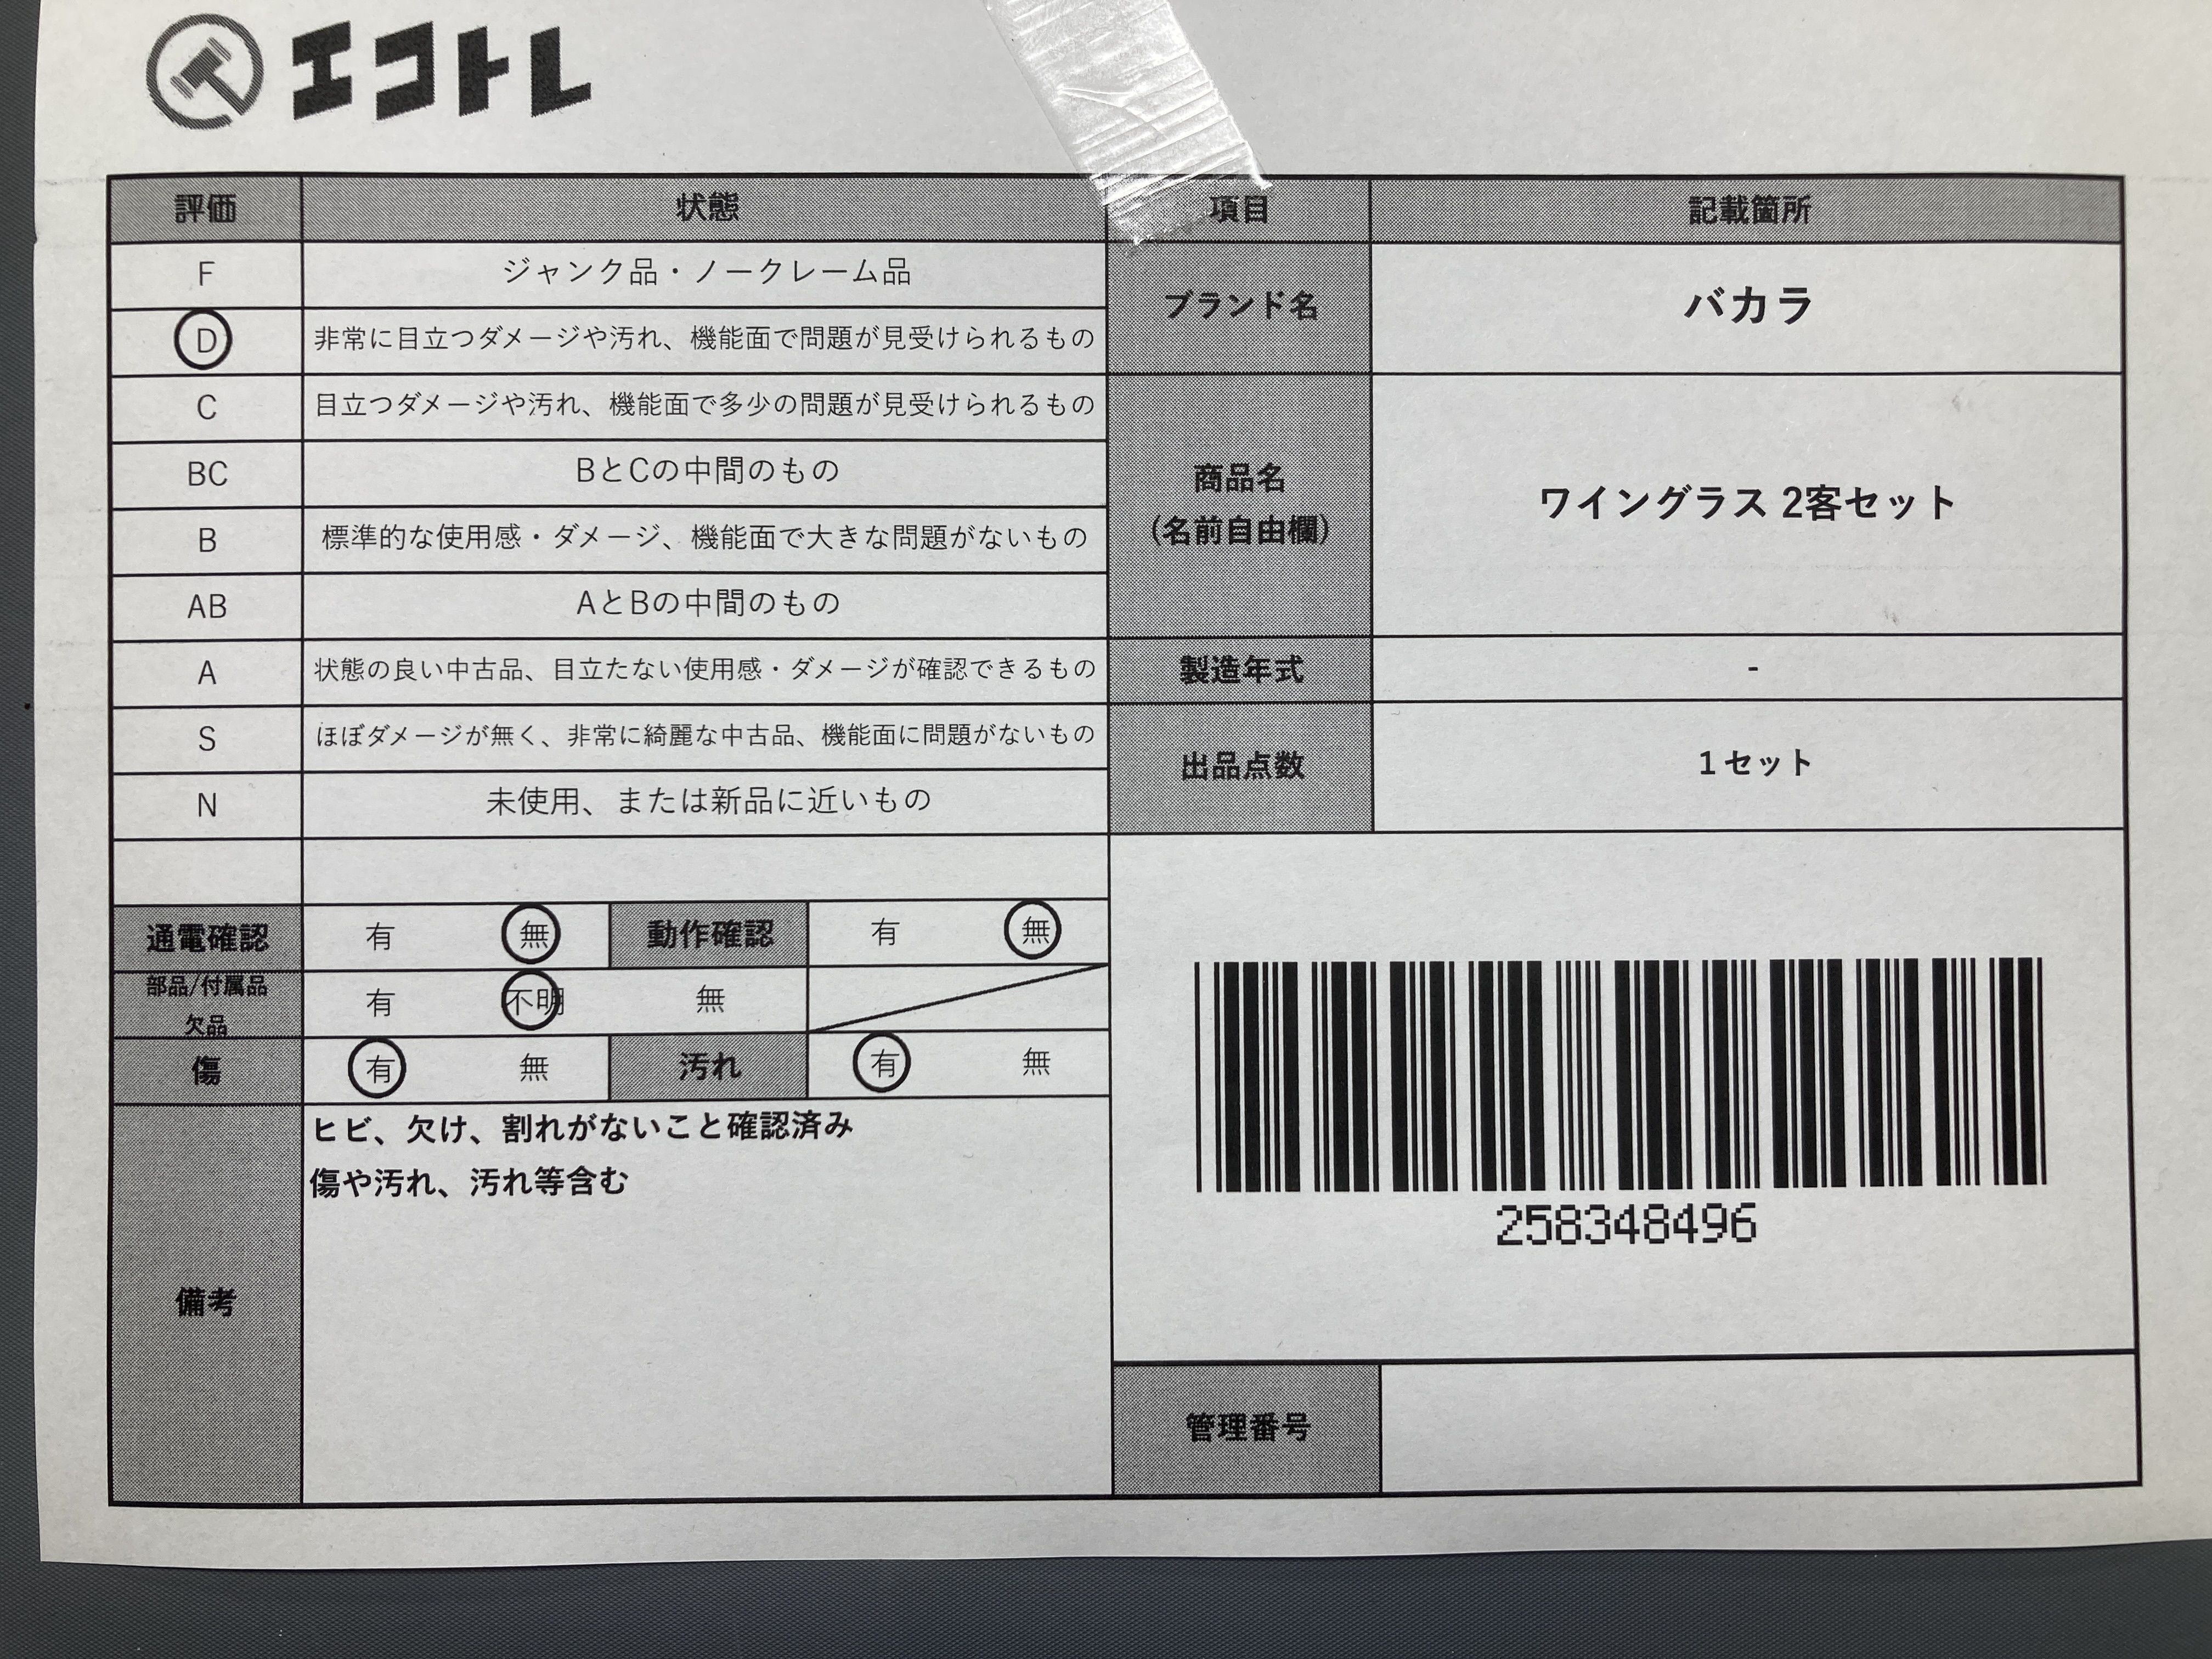 エコトレ
評価 状態 項目 記載箇所
F ジャンク品・ノークレーム品
D 非常に目立つダメージや汚れ、機能面で問題が見受けられるもの
ブランド名 バカラ
C 目立つダメージや汚れ、機能面で多少の問題が見受けられるもの
BC BとCの中間のもの
B 標準的な使用感・ダメージ、機能面で大きな問題がないもの
AB AとBの中間のもの
商品名
(名前自由欄)
ワイングラス 2客セット
A 状態の良い中古品、目立たない使用感・ダメージが確認できるもの
製造年式 -
S ほぼダメージが無く、非常に綺麗な中古品、機能面に問題がないもの
N 未使用、または新品に近いもの
出品点数 1セット
通電確認 有 無 動作確認 有 無
部品/付属品
欠品
有 不明 無
傷 有 無 汚れ 有 無
備考
ヒビ、欠け、割れがないこと確認済み
傷や汚れ、汚れ等含む
258348496
管理番号